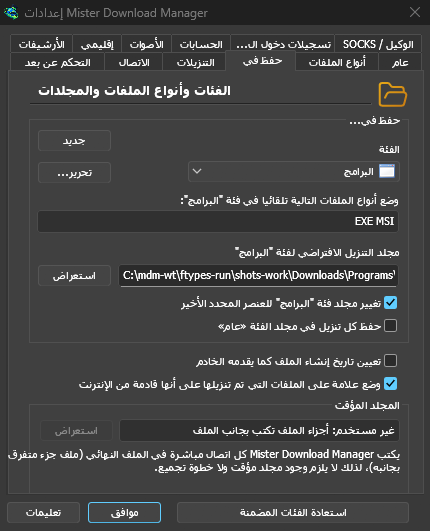 إعدادات Mister Download Manager
الوكيل / SOCKS
تسجيلات دخول ال...
الحسابات
الأصوات
إقليمي
الأرشيفات
عام
أنواع الملفات
حفظ في
التنزيلات
الاتصال
التحكم عن بعد
الفئات وأنواع الملفات والمجلدات
حفظ في...
الفئة
جديد
البرامج
تحرير...
وضع أنواع الملفات التالية تلقائيا في فئة "البرامج":
EXE MSI
مجلد التنزيل الافتراضي لفئة "البرامج"
C:\mdm-wt\ftypes-run\shots-work\Downloads\Programs\
استعراض
تغيير مجلد فئة "البرامج" للعنصر المحدد الأخير
حفظ كل تنزيل في مجلد الفئة «عام»
تعيين تاريخ إنشاء الملف كما يقدمه الخادم
وضع علامة على الملفات التي تم تنزيلها على أنها قادمة من الإنترنت
المجلد المؤقت
غير مستخدم: أجزاء الملف تكتب بجانب الملف
استعراض
يكتب Mister Download Manager كل اتصال مباشرة في الملف النهائي (ملف جزء متفرق
بجانبه)، لذلك لا يلزم وجود مجلد مؤقت ولا خطوة تجميع.
استعادة الفئات المضمنة
موافق
تعليمات